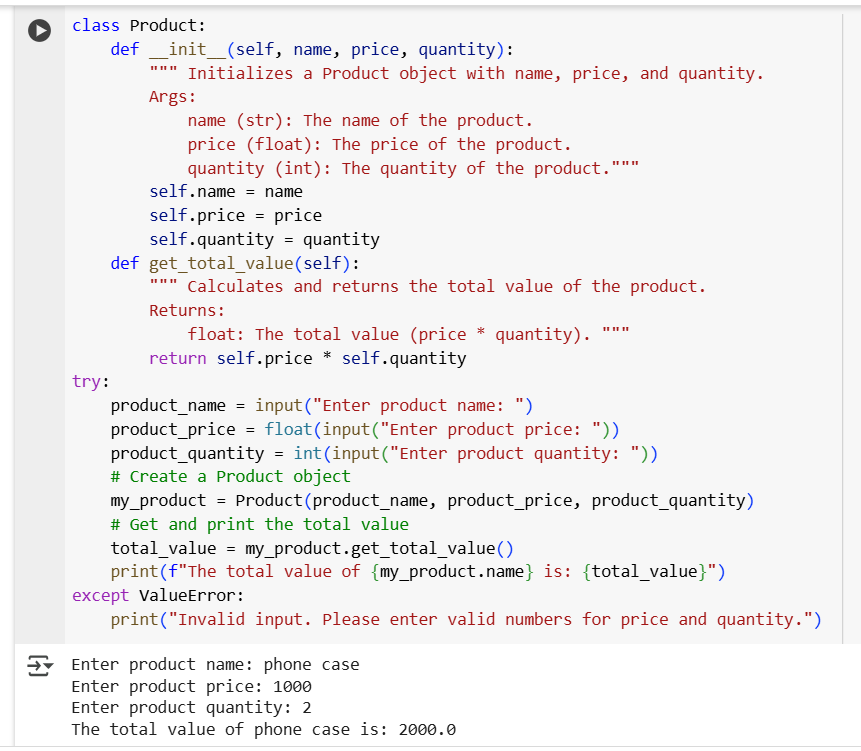 class Product:
    def __init__(self, name, price, quantity):
        """ Initializes a Product object with name, price, and quantity.
        Args:
            name (str): The name of the product.
            price (float): The price of the product.
            quantity (int): The quantity of the product."""
        self.name = name
        self.price = price
        self.quantity = quantity
    def get_total_value(self):
        """ Calculates and returns the total value of the product.
        Returns:
            float: The total value (price * quantity). """
        return self.price * self.quantity
try:
    product_name = input("Enter product name: ")
    product_price = float(input("Enter product price: "))
    product_quantity = int(input("Enter product quantity: "))
    # Create a Product object
    my_product = Product(product_name, product_price, product_quantity)
    # Get and print the total value
    total_value = my_product.get_total_value()
    print(f"The total value of {my_product.name} is: {total_value}")
except ValueError:
    print("Invalid input. Please enter valid numbers for price and quantity.")
Enter product name: phone case
Enter product price: 1000
Enter product quantity: 2
The total value of phone case is: 2000.0